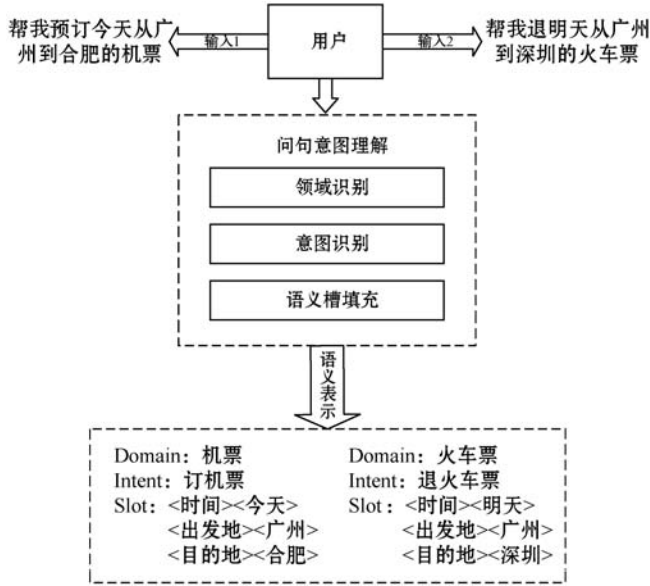 帮我预订今天从广
州到合肥的机票
输入1
用户
输入2
帮我退明天从广州
到深圳的火车票
问句意图理解
领域识别
意图识别
语义槽填充
语义表示
Domain：机票
Intent：订机票
Slot：<时间><今天>
<出发地><广州>
<目的地><合肥>
Domain：火车票
Intent：退火车票
Slot：<时间><明天>
<出发地><广州>
<目的地><深圳>